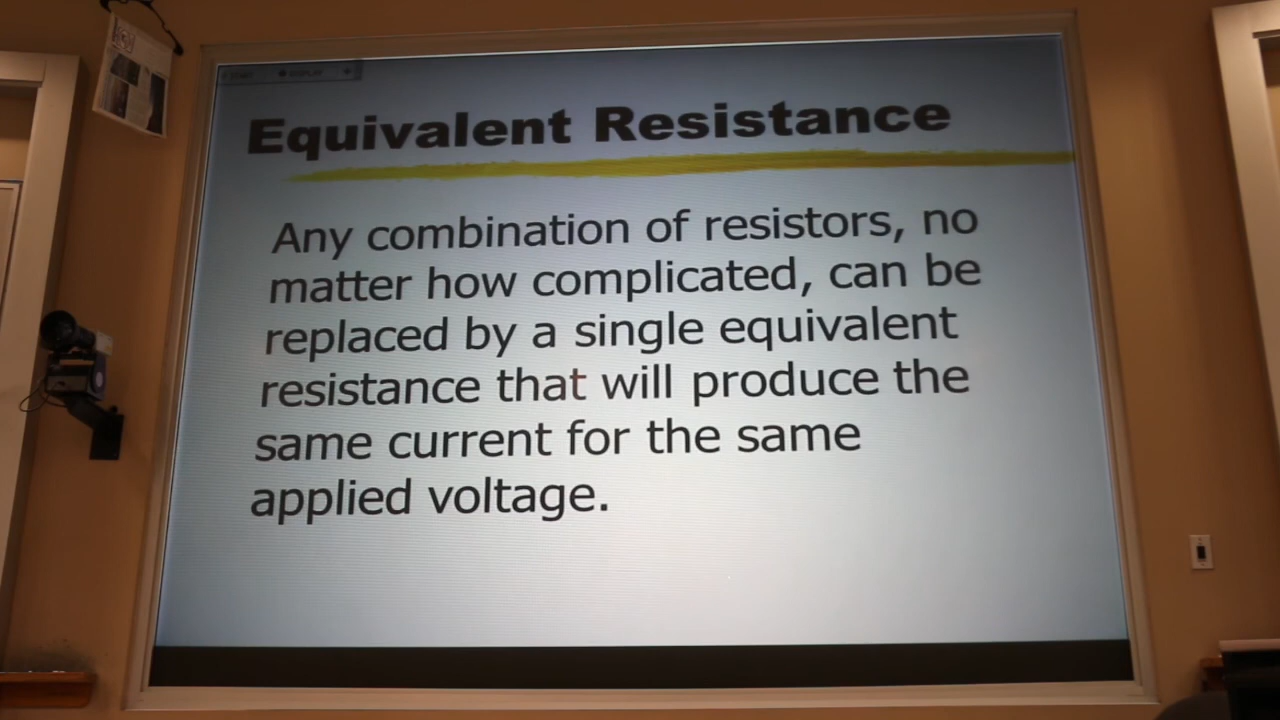 Equivalent Resistance
Any combination of resistors, no
matter how complicated, can be
replaced by a single equivalent
resistance that will produce the
same current for the same
applied voltage.